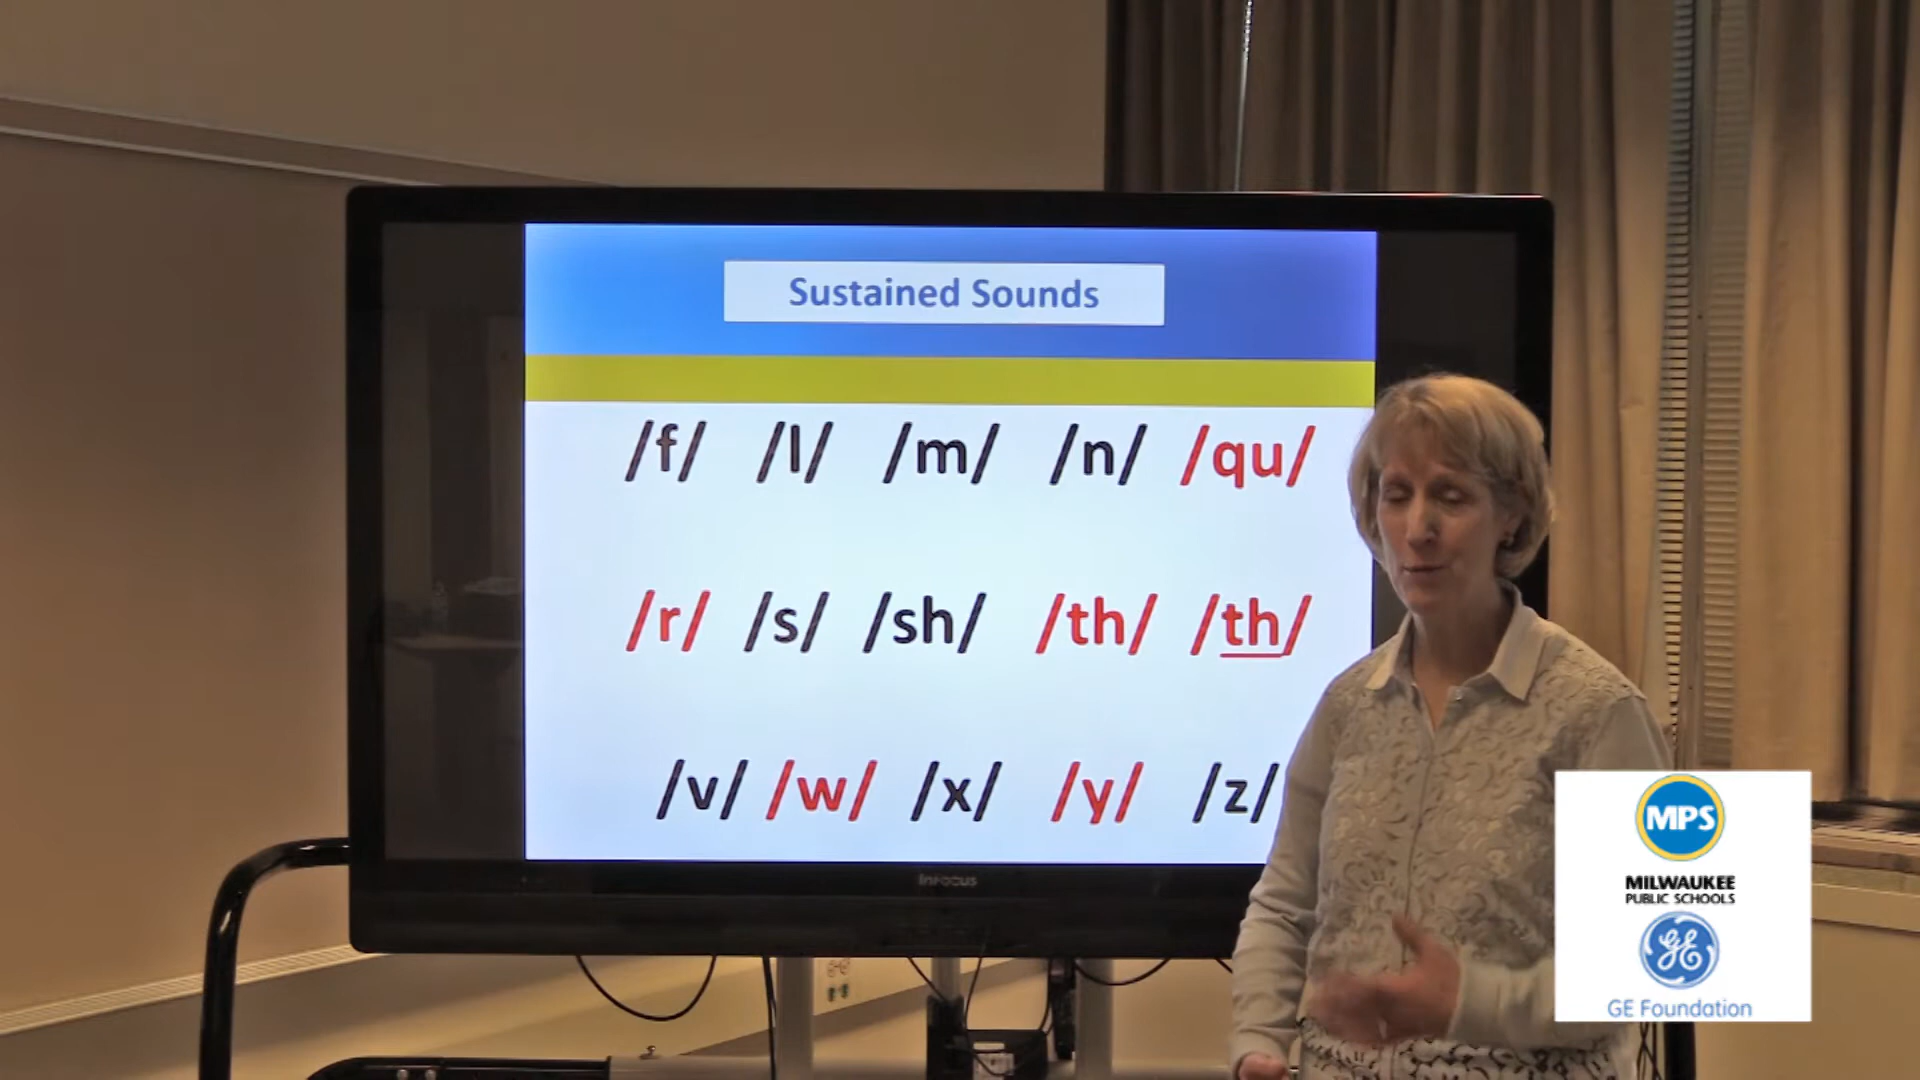 Sustained Sounds
/f/ /l/ /m/ /n/ /qu/
/r/ /s/ /sh/ /th/ /th/
/v/ /w/ /x/ /y/ /z/
InFocus
MPS
MILWAUKEE
PUBLIC SCHOOLS
GE
GE Foundation